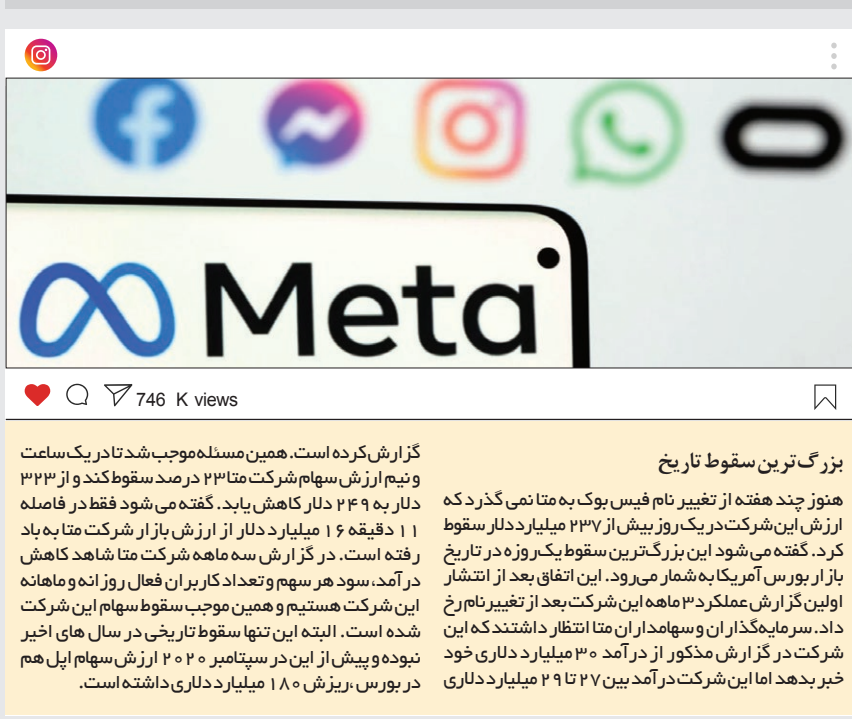 Meta
746 K views
بزرگ‌ترین سقوط تاریخ
هنوز چند هفته از تغییر نام فیس بوک به متا نمی گذرد که
ارزش این شرکت در یک روز بیش از ۲۳۷ میلیارد دلار سقوط
کرد. گفته می شود این بزرگ‌ترین سقوط یک‌روزه در تاریخ
بازار بورس آمریکا به شمار می‌رود. این اتفاق بعد از انتشار
اولین گزارش عملکرد ۳ ماهه این شرکت بعد از تغییر نام رخ
داد. سرمایه‌گذاران و سهامداران متا انتظار داشتند که این
شرکت در گزارش مذکور از درآمد ۳۰ میلیارد دلاری خود
خبر بدهد اما این شرکت درآمد بین ۲۷ تا ۲۹ میلیارد دلاری
گزارش کرده است. همین مسئله موجب شد تا در یک ساعت
و نیم ارزش سهام شرکت متا ۲۳ درصد سقوط کند و از ۳۲۳
دلار به ۲۴۹ دلار کاهش یابد. گفته می شود فقط در فاصله
۱۱ دقیقه ۱۶ میلیارد دلار از ارزش بازار شرکت متا به باد
رفته است. در گزارش سه ماهه شرکت متا شاهد کاهش
درآمد، سود هر سهم و تعداد کاربران فعال روزانه و ماهانه
این شرکت هستیم و همین موجب سقوط سهام این شرکت
شده است. البته این تنها سقوط تاریخی در سال های اخیر
نبوده و پیش از این در سپتامبر ۲۰۲۰ ارزش سهام اپل هم
در بورس، ریزش ۱۸۰ میلیارد دلاری داشته است.